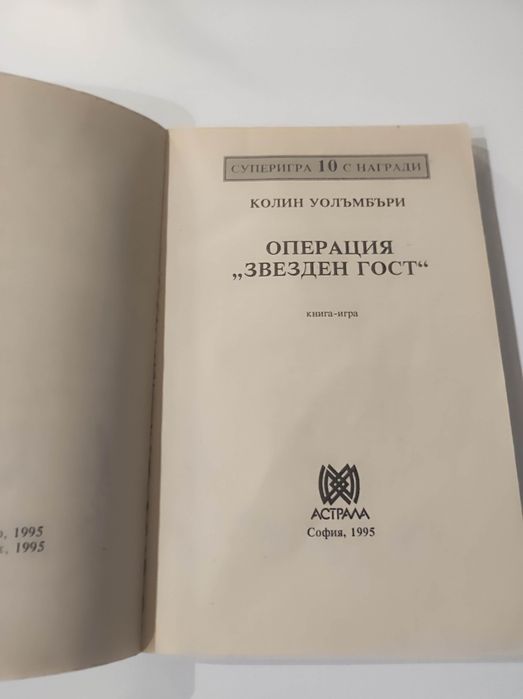 СУПЕРИГРА 10 С НАГРАДИ
КОЛИН УОЛЪМБЪРИ
ОПЕРАЦИЯ
„ЗВЕЗДЕН ГОСТ“
книга-игра
АСТРАЛА
София, 1995
1995
1995